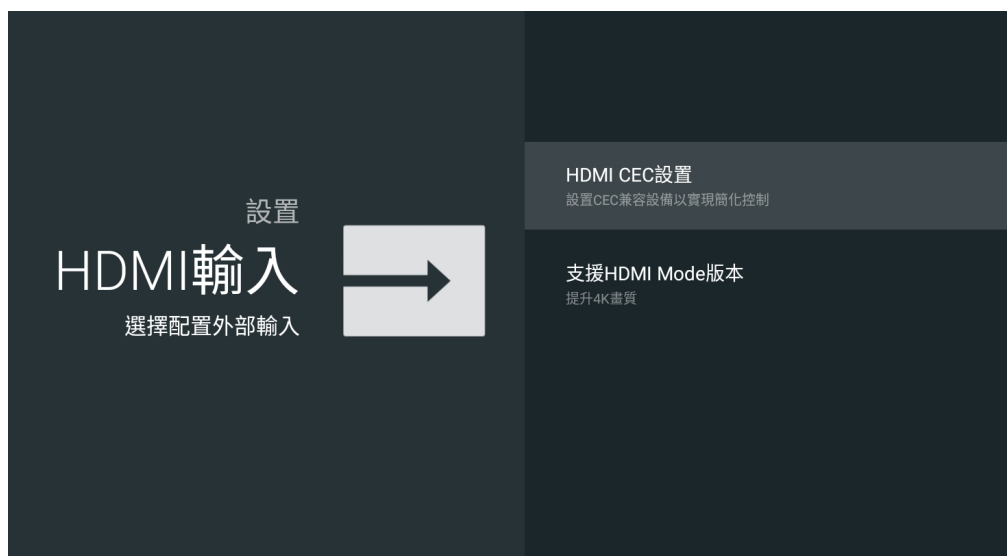 設置
HDMI輸入
選擇配置外部輸入
HDMI CEC設置
設置CEC兼容設備以實現簡化控制
支援HDMI Mode版本
提升4K畫質